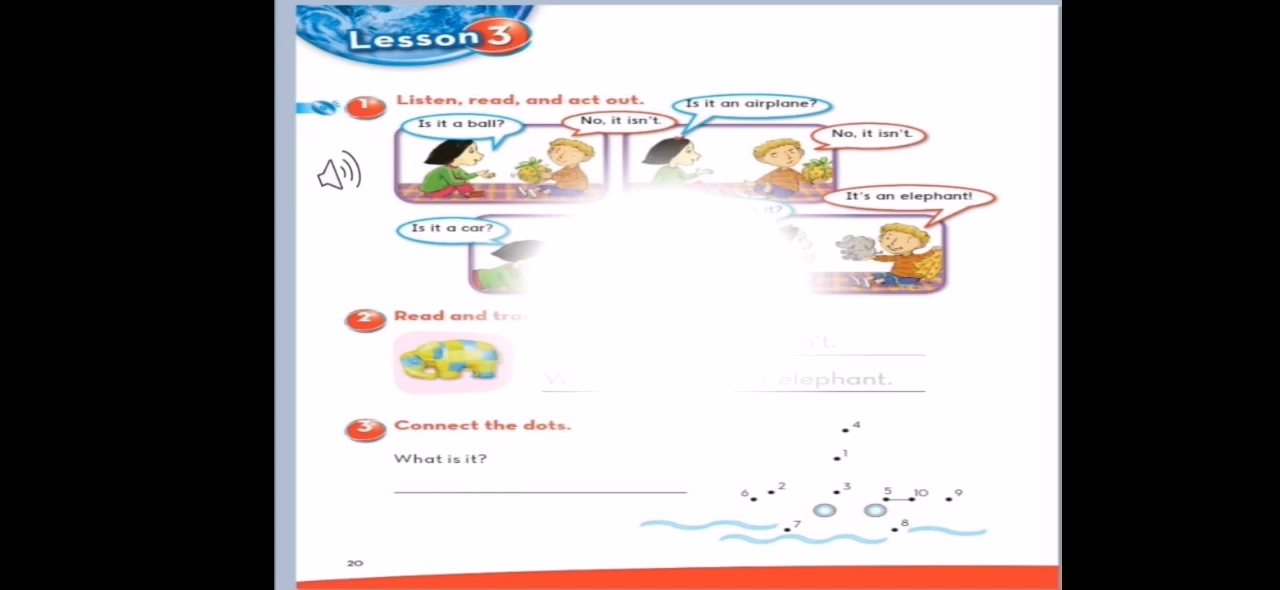 Lesson 3
1 Listen, read, and act out.
Is it a ball?
No, it isn't.
Is it an airplane?
No, it isn't.
Is it a car?
it?
It's an elephant!
2 Read and
elephant.
3 Connect the dots.
What is it?
4
1
6
2
3
5
10
9
7
8
20